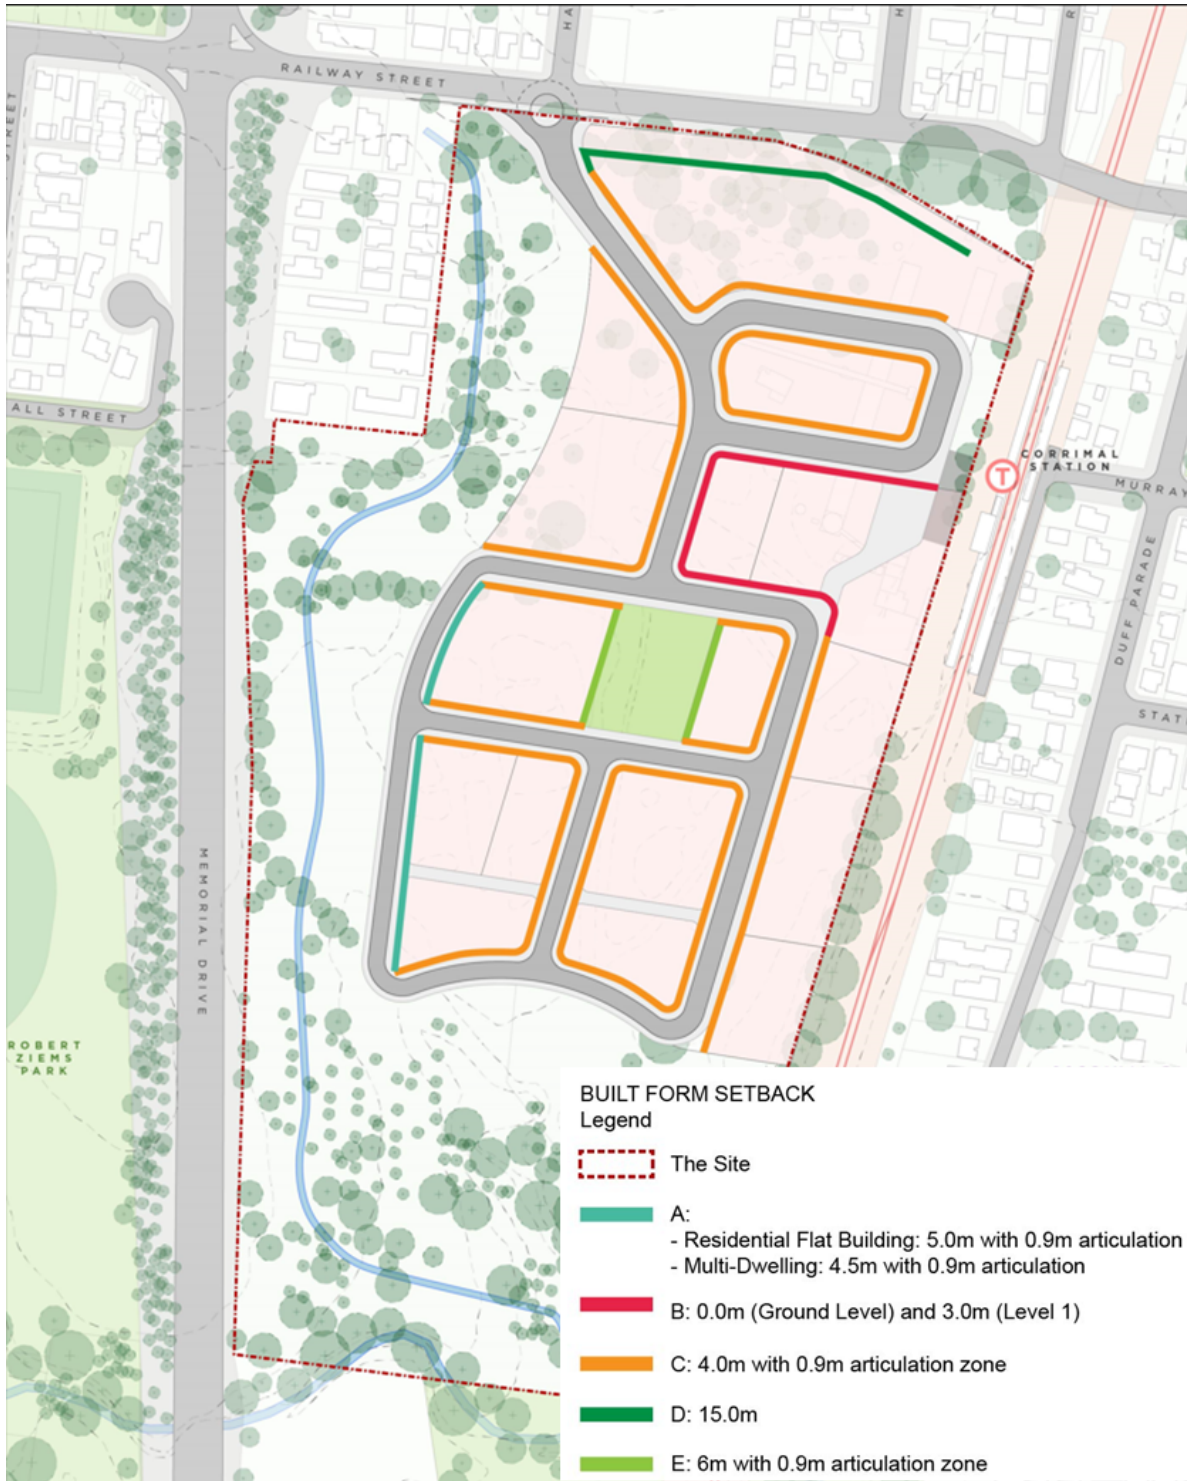 HA
H
R
RAILWAY STREET
STREET
ALL STREET
CORRIMAL
STATION
T
MURRAY
DUFF PARADE
STAT
MEMORIAL DRIVE
ROBERT
ZIEMS
PARK
BUILT FORM SETBACK
Legend
The Site
A:
- Residential Flat Building: 5.0m with 0.9m articulation
- Multi-Dwelling: 4.5m with 0.9m articulation
B: 0.0m (Ground Level) and 3.0m (Level 1)
C: 4.0m with 0.9m articulation zone
D: 15.0m
E: 6m with 0.9m articulation zone